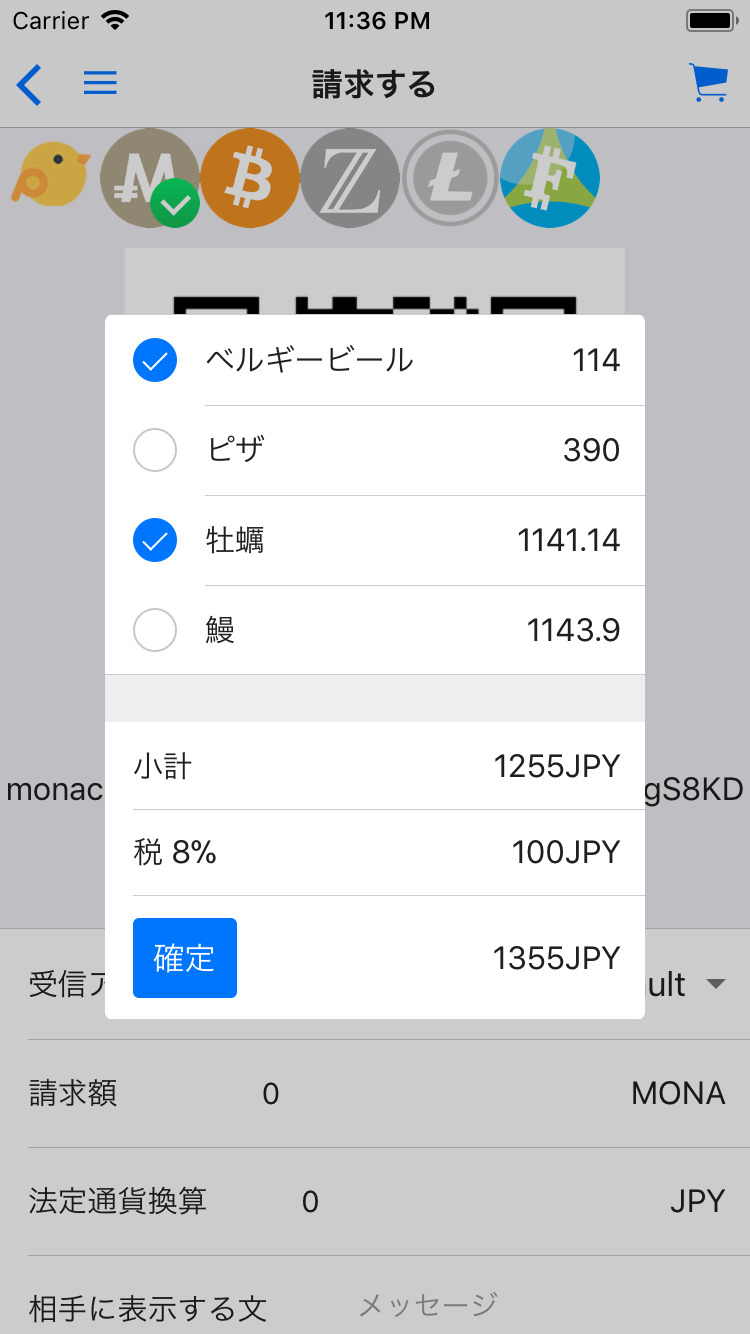 Carrier 11:36 PM
請求する
ベルギービール 114
ピザ 390
牡蠣 1141.14
鰻 1143.9
小計 1255JPY
monac gS8KD
税 8% 100JPY
確定 1355JPY
受信ア ult
請求額 0 MONA
法定通貨換算 0 JPY
相手に表示する文 メッセージ